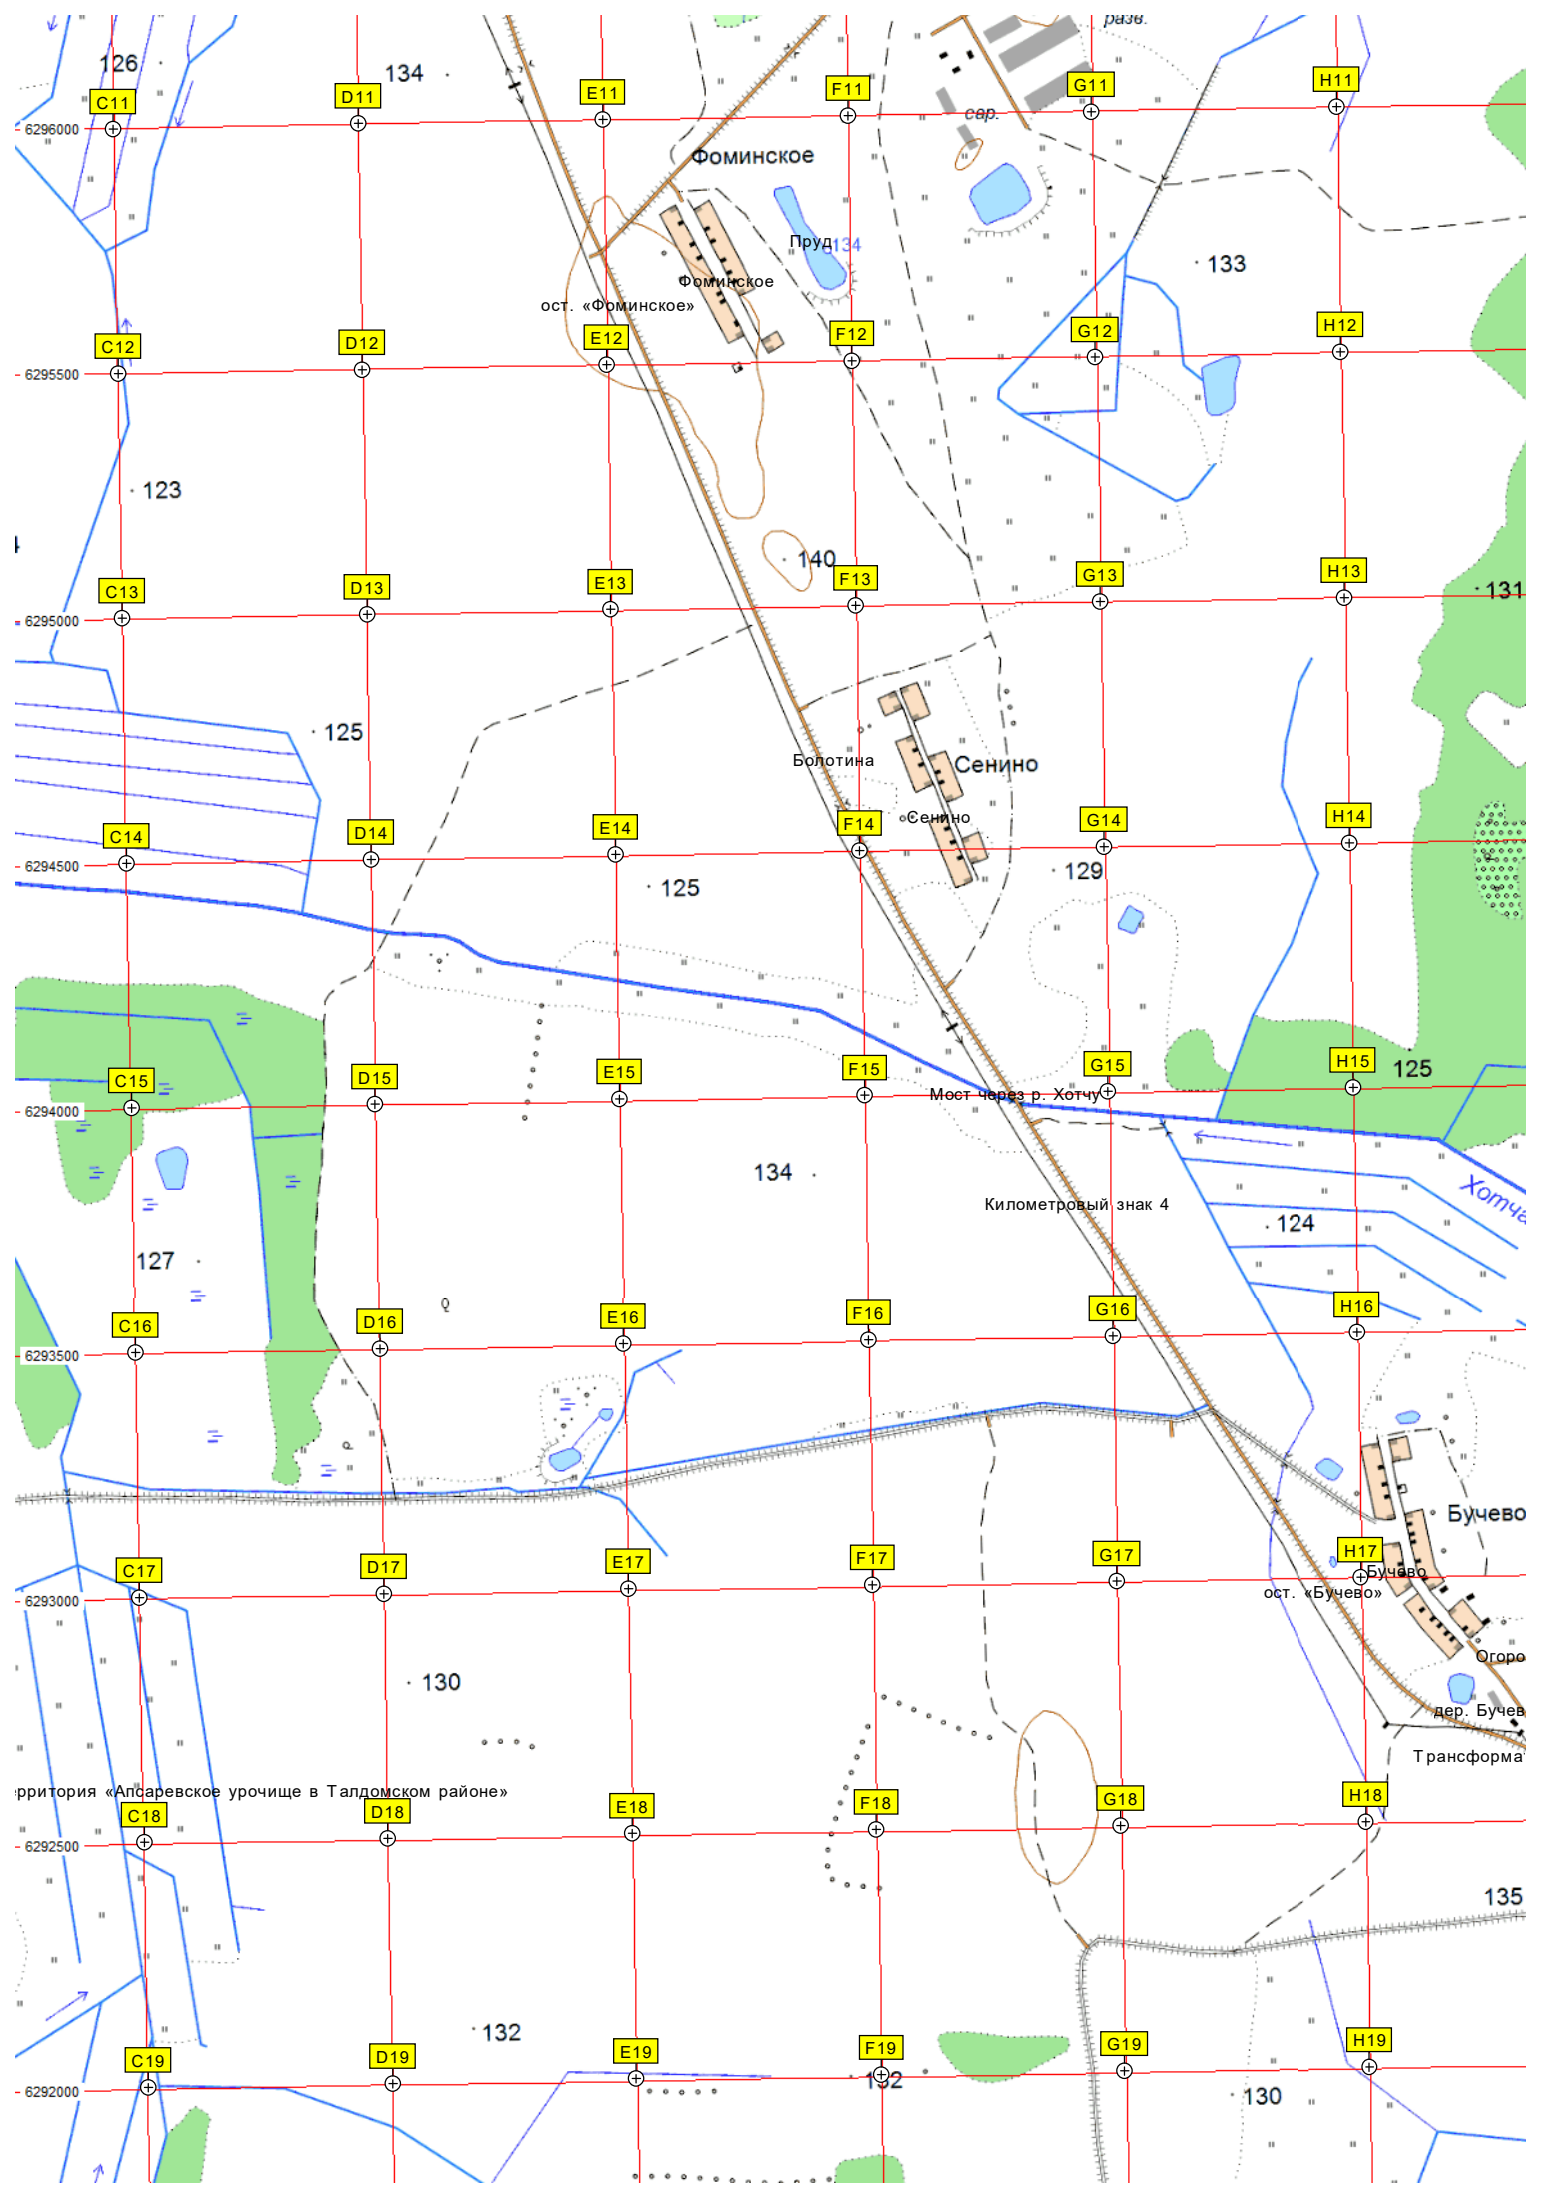 разв.
126
134
C11
D11
E11
F11
G11
H11
сар.
6296000
Фоминское
Пруд
134
133
Фоминское
ост. «Фоминское»
C12
D12
E12
F12
G12
H12
6295500
123
140
C13
D13
E13
F13
G13
H13
131
6295000
125
Болотина
Сенино
Сенино
C14
D14
E14
F14
G14
H14
6294500
125
129
C15
D15
E15
F15
G15
H15
125
Мост через р. Хотчу
6294000
134
Хотча
Километровый знак 4
124
127
C16
D16
E16
F16
G16
H16
6293500
Бучево
C17
D17
E17
F17
G17
H17
Бучево
ост. «Бучево»
6293000
Огоро
130
дер. Бучев
Трансформа
ерритория «Апсаревское урочище в Талдомском районе»
C18
D18
E18
F18
G18
H18
6292500
135
132
C19
D19
E19
F19
G19
H19
132
6292000
130